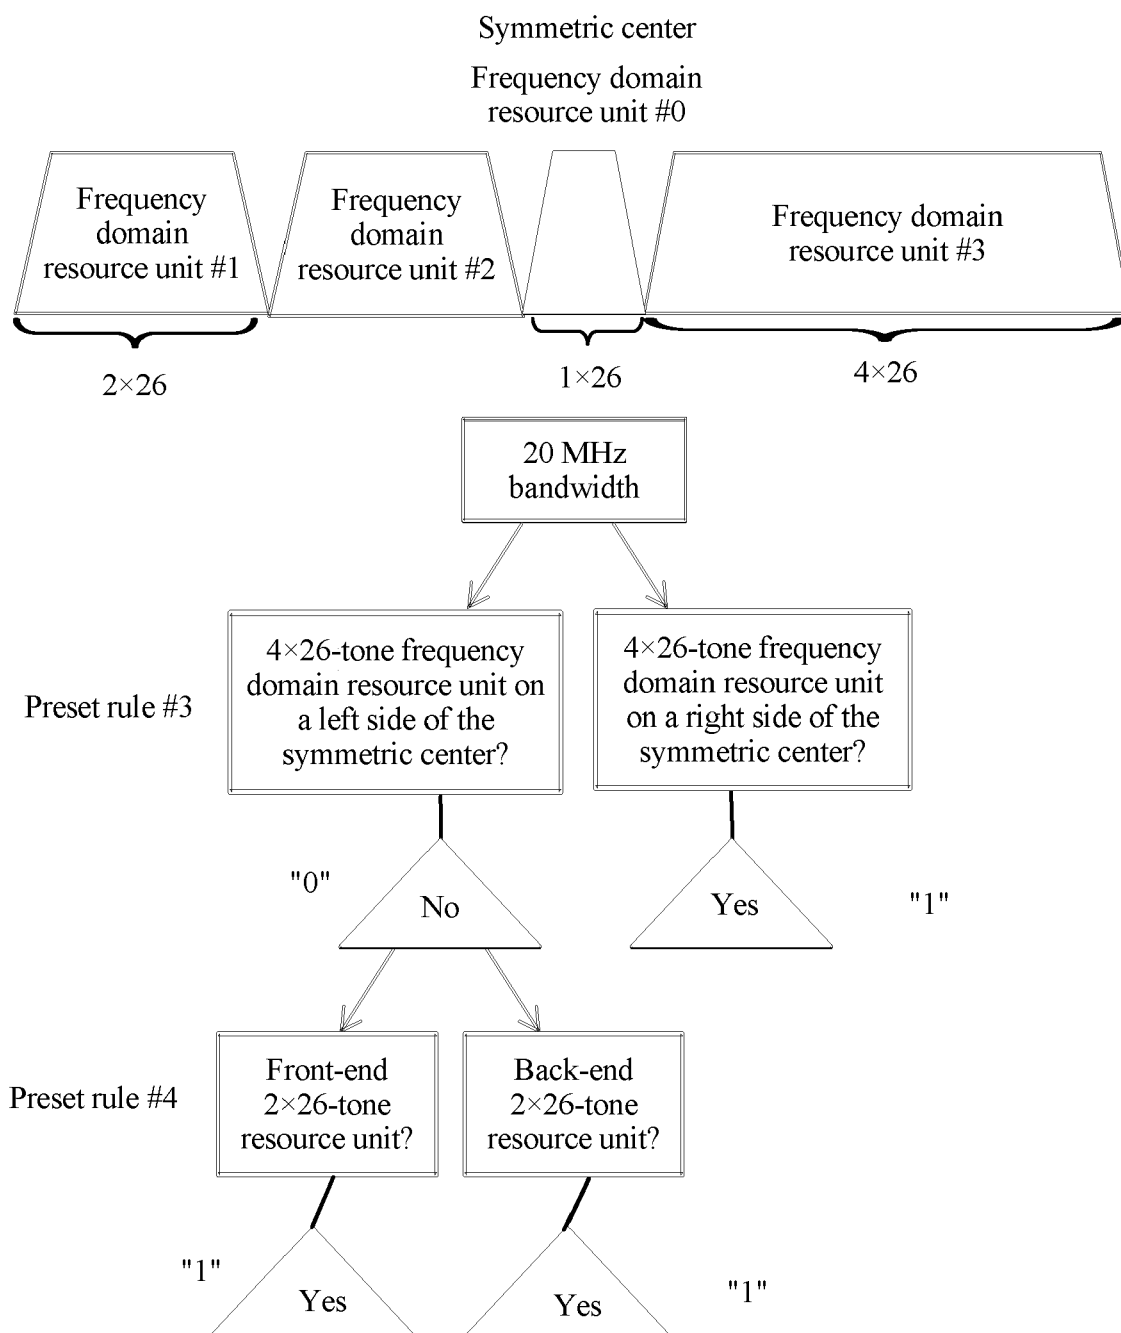 Symmetric center
Frequency domain
resource unit #0
Frequency
domain
resource unit #1
Frequency
domain
resource unit #2
Frequency domain
resource unit #3
2×26
1×26
4×26
20 MHz
bandwidth
Preset rule #3
4×26-tone frequency
domain resource unit on
a left side of the
symmetric center?
4×26-tone frequency
domain resource unit
on a right side of the
symmetric center?
"0"
No
Yes
"1"
Preset rule #4
Front-end
2×26-tone
resource unit?
Back-end
2×26-tone
resource unit?
"1"
Yes
Yes
"1"